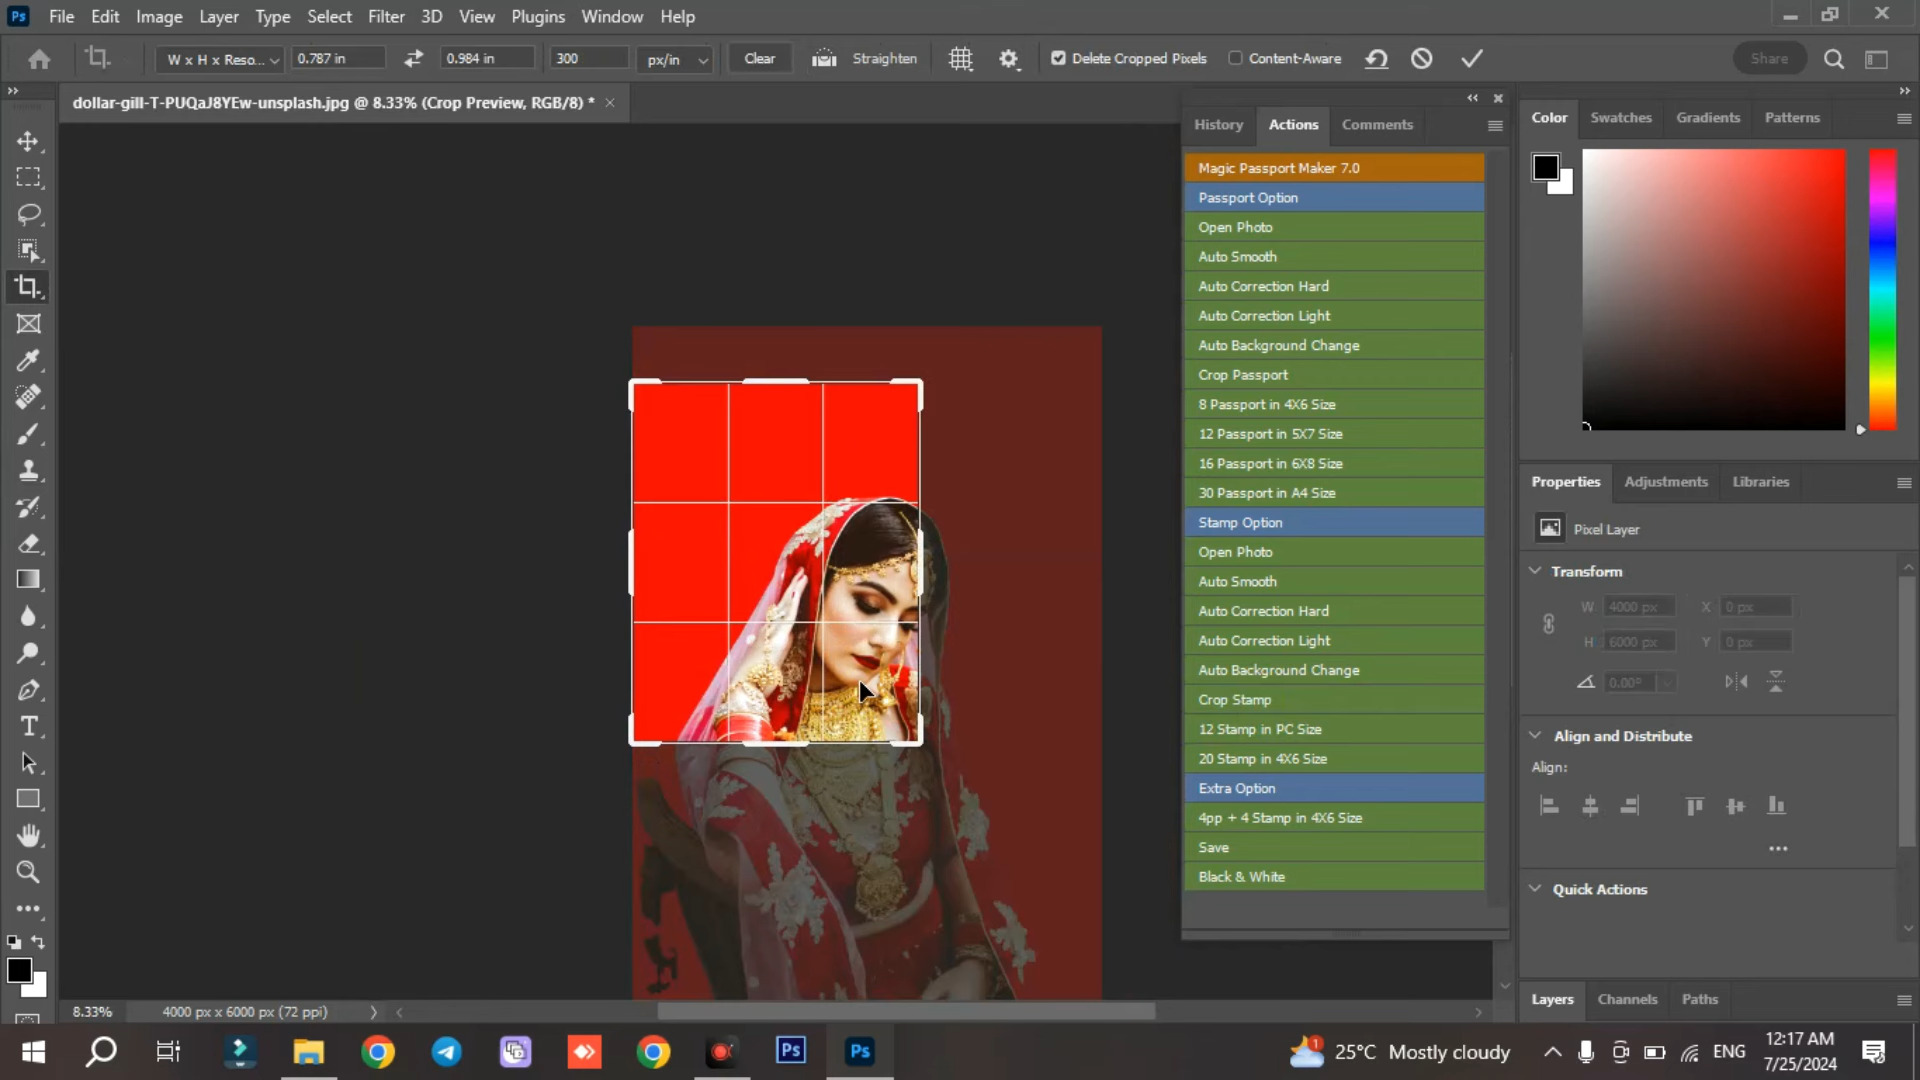 Ps File Edit Image Layer Type Select Filter 3D View Plugins Window Help
W x H x Reso... 0.787 in 0.984 in 300 px/in Clear Straighten Delete Cropped Pixels Content-Aware Share
dollar-gill-T-PUQaJ8YEw-unsplash.jpg @ 8.33% (Crop Preview, RGB/8) *
History Actions Comments
Magic Passport Maker 7.0
Passport Option
Open Photo
Auto Smooth
Auto Correction Hard
Auto Correction Light
Auto Background Change
Crop Passport
8 Passport in 4X6 Size
12 Passport in 5X7 Size
16 Passport in 6X8 Size
30 Passport in A4 Size
Stamp Option
Open Photo
Auto Smooth
Auto Correction Hard
Auto Correction Light
Auto Background Change
Crop Stamp
12 Stamp in PC Size
20 Stamp in 4X6 Size
Extra Option
4pp + 4 Stamp in 4X6 Size
Save
Black & White
Color Swatches Gradients Patterns
Properties Adjustments Libraries
Pixel Layer
Transform
W 4000 px X 0 px
H 6000 px Y 0 px
0.00°
Align and Distribute
Align:
Quick Actions
Layers Channels Paths
T
8.33% 4000 px x 6000 px (72 ppi)
Ps Ps 1 25°C Mostly cloudy ENG 12:17 AM
7/25/2024